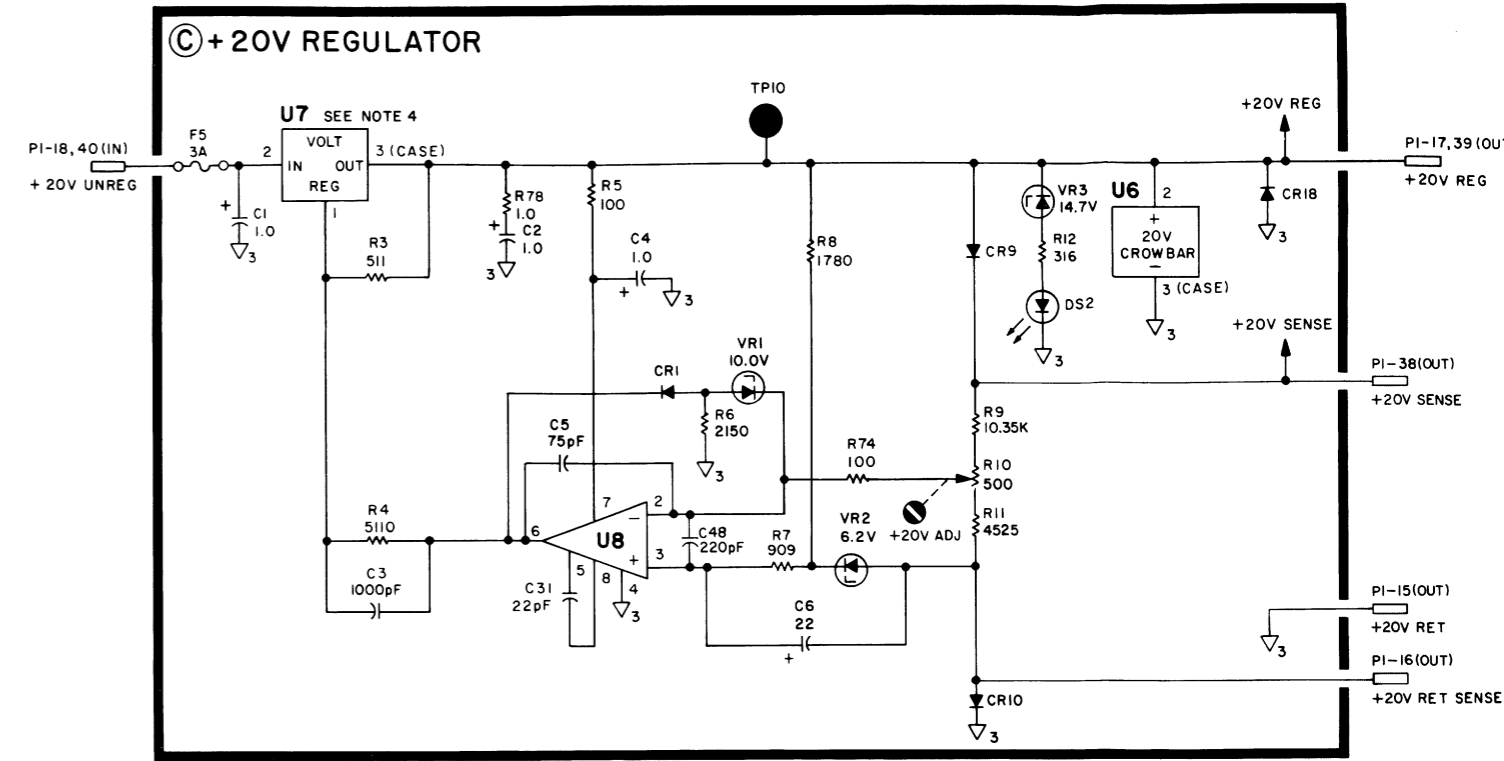 C + 20V REGULATOR
TP10
+20V REG
U7 SEE NOTE 4
F5
3A
P1-18,40(IN)
+ 20V UNREG
2
VOLT
IN OUT
REG
3 (CASE)
1
P1-17,39 (OUT
+20V REG
+
C1
1.0
3
R3
511
R78
1.0
+
C2
1.0
3
R5
100
C4
1.0
+
3
R8
1780
CR9
VR3
14.7V
R12
316
DS2
3
U6
2
+
20V
CROWBAR
−
3 (CASE)
3
CR18
3
+20V SENSE
P1-38(OUT)
+20V SENSE
CR1
VR1
10.0V
R6
2150
3
C5
75pF
R74
100
R9
10.35K
R10
500
R11
4525
+20V ADJ
R4
5110
C3
1000pF
6
7
2
−
U8
+
3
5
8
4
3
C31
22pF
C48
220pF
R7
909
VR2
6.2V
C6
22
+
P1-15(OUT)
+20V RET
3
P1-16(OUT)
+20V RET SENSE
CR10
3